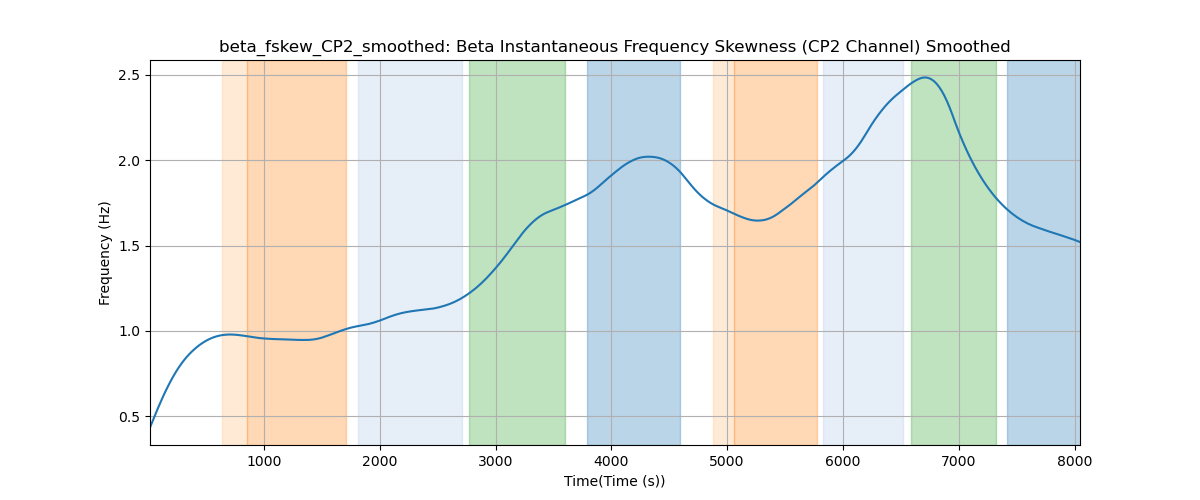 beta_fskew_CP2_smoothed: Beta Instantaneous Frequency Skewness (CP2 Channel) Smoothed
2.5
2.0
1.5
1.0
0.5
Frequency (Hz)
1000 2000 3000 4000 5000 6000 7000 8000
Time(Time (s))